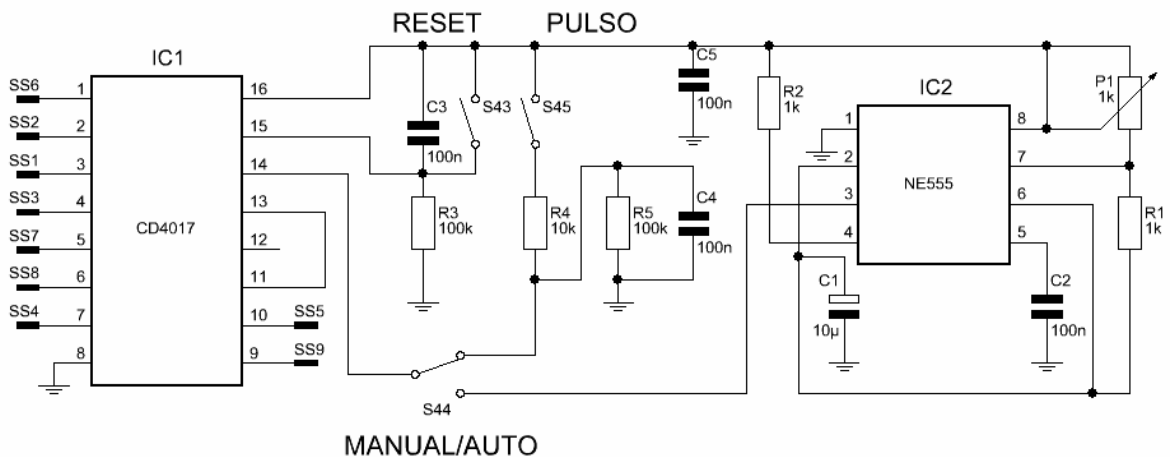 RESET PULSO
IC1
CD4017
SS6 1
SS2 2
SS1 3
SS3 4
SS7 5
SS8 6
SS4 7
8
16
15
14
13
12
11
10 SS5
9 SS9
C3
100n
S43
S45
R3
100k
R4
10k
R5
100k
C4
100n
C5
100n
R2
1k
IC2
NE555
1
2
3
4
8
7
6
5
P1
1k
R1
1k
C1
10µ
C2
100n
S44
MANUAL/AUTO